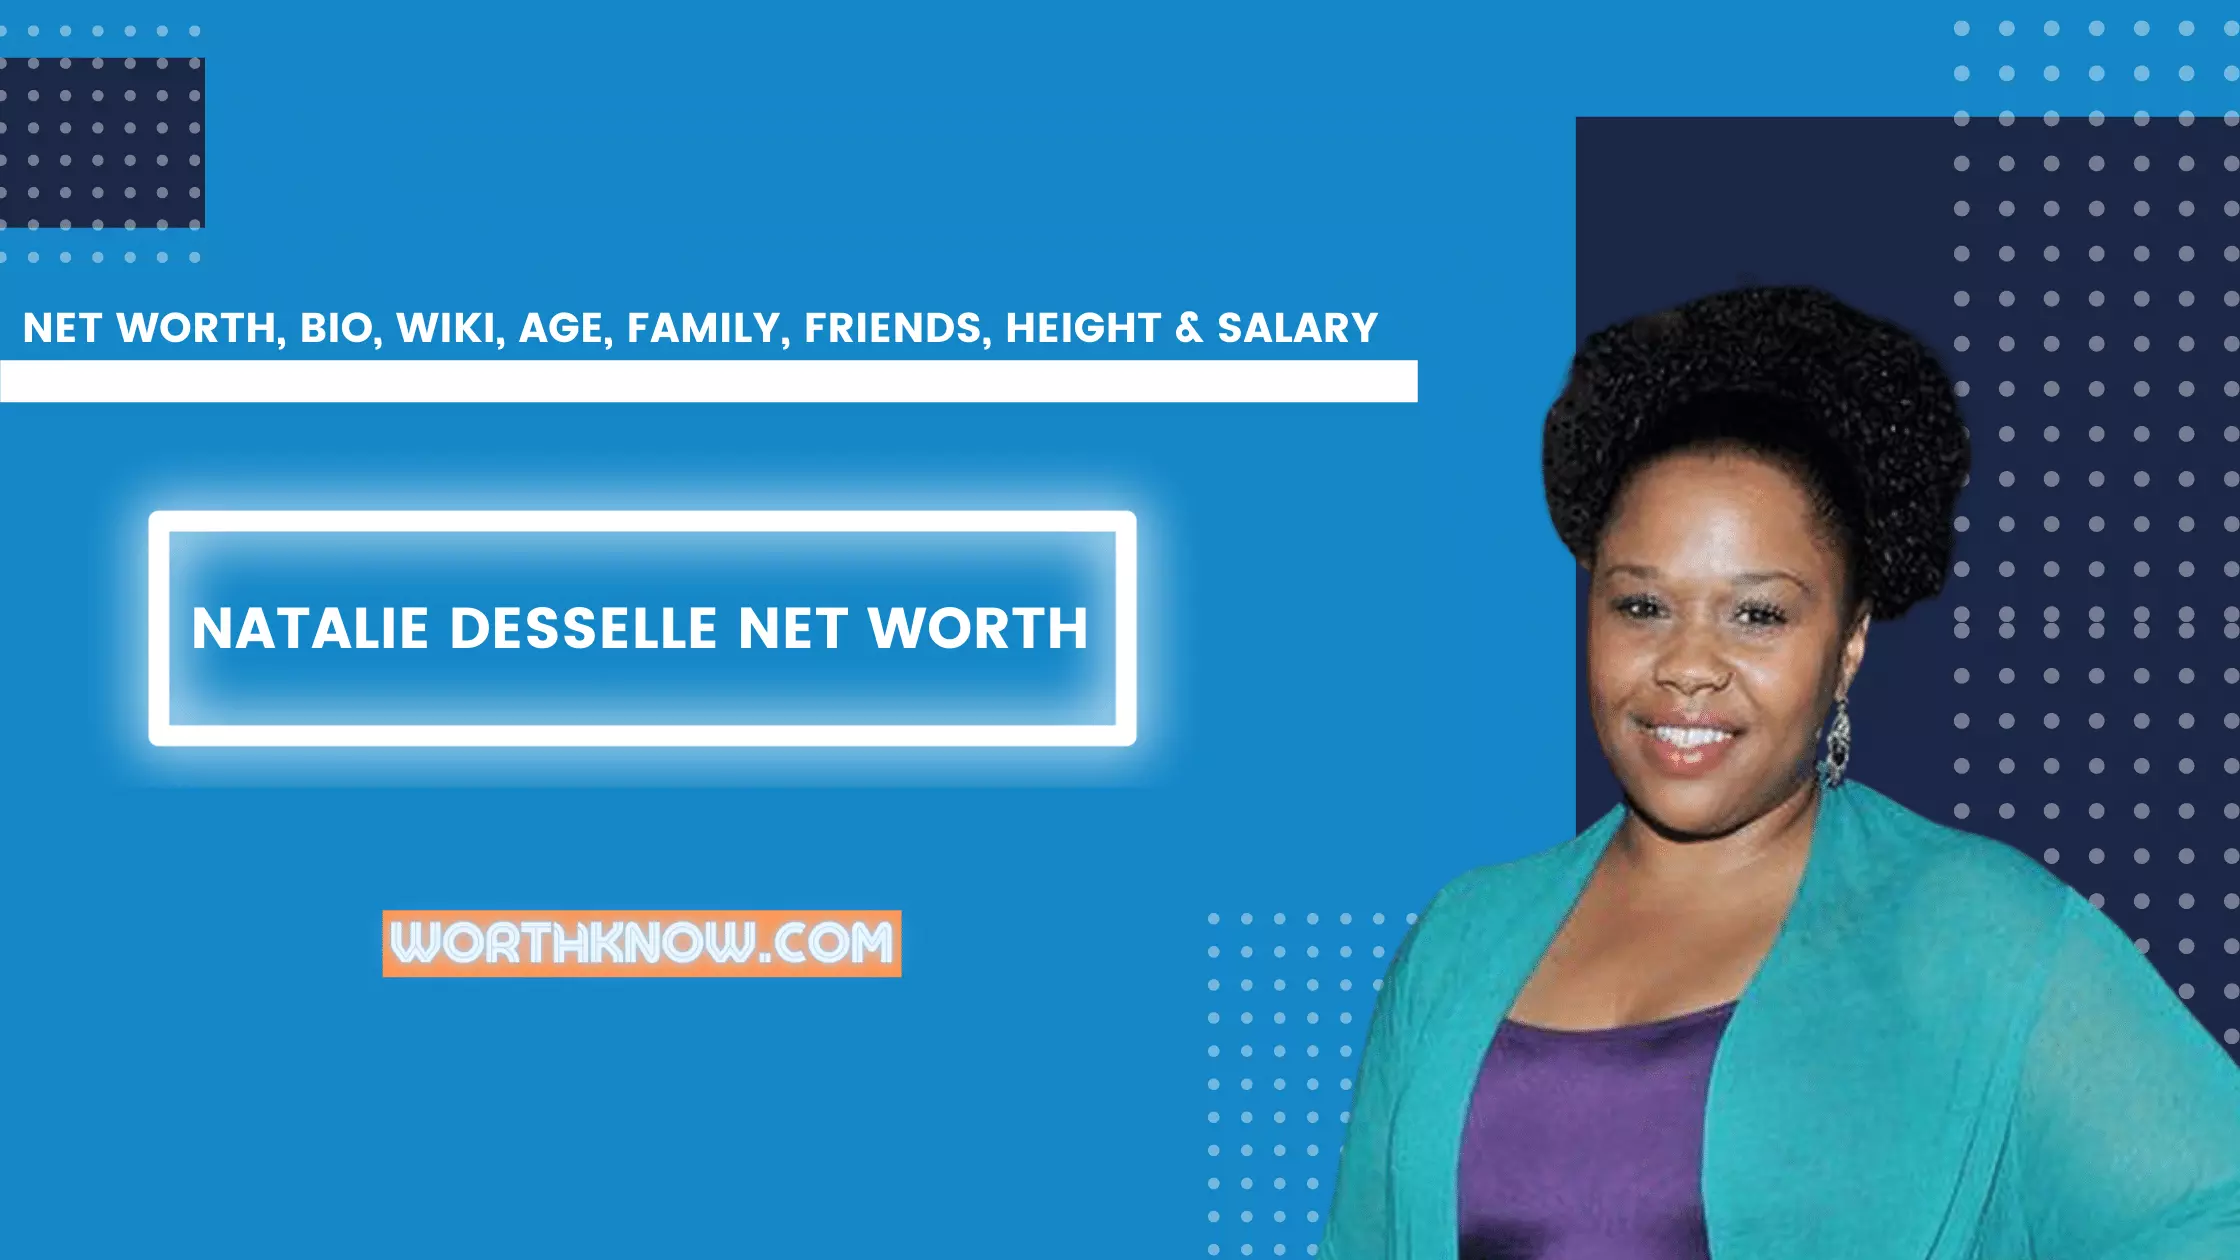 NET WORTH, BIO, WIKI, AGE, FAMILY, FRIENDS, HEIGHT & SALARY
NATALIE DESSELLE NET WORTH
WORTHKNOW.COM